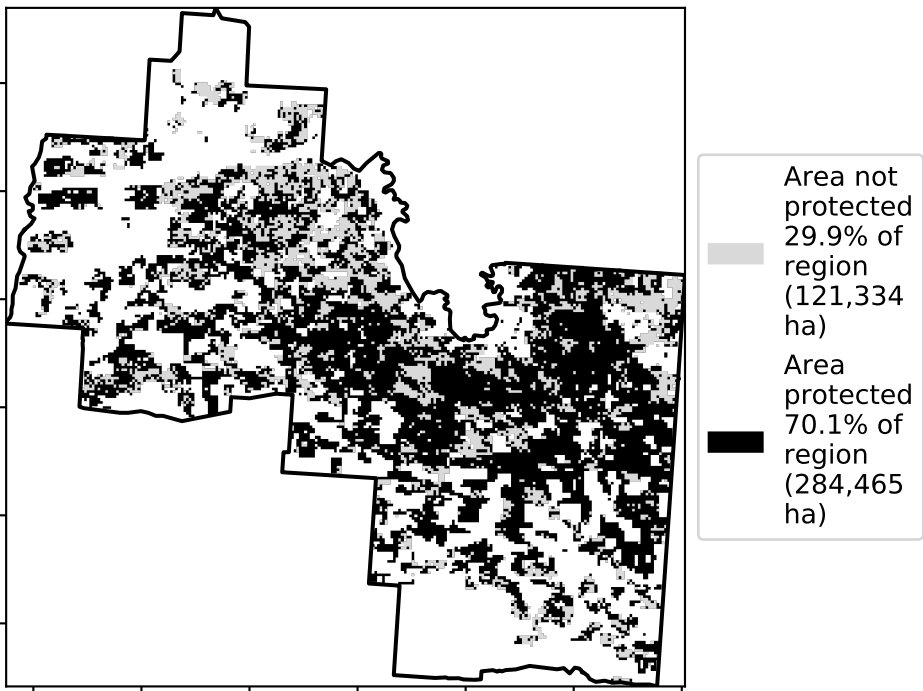 Area not
protected
29.9% of
region
(121,334
ha)
Area
protected
70.1% of
region
(284,465
ha)